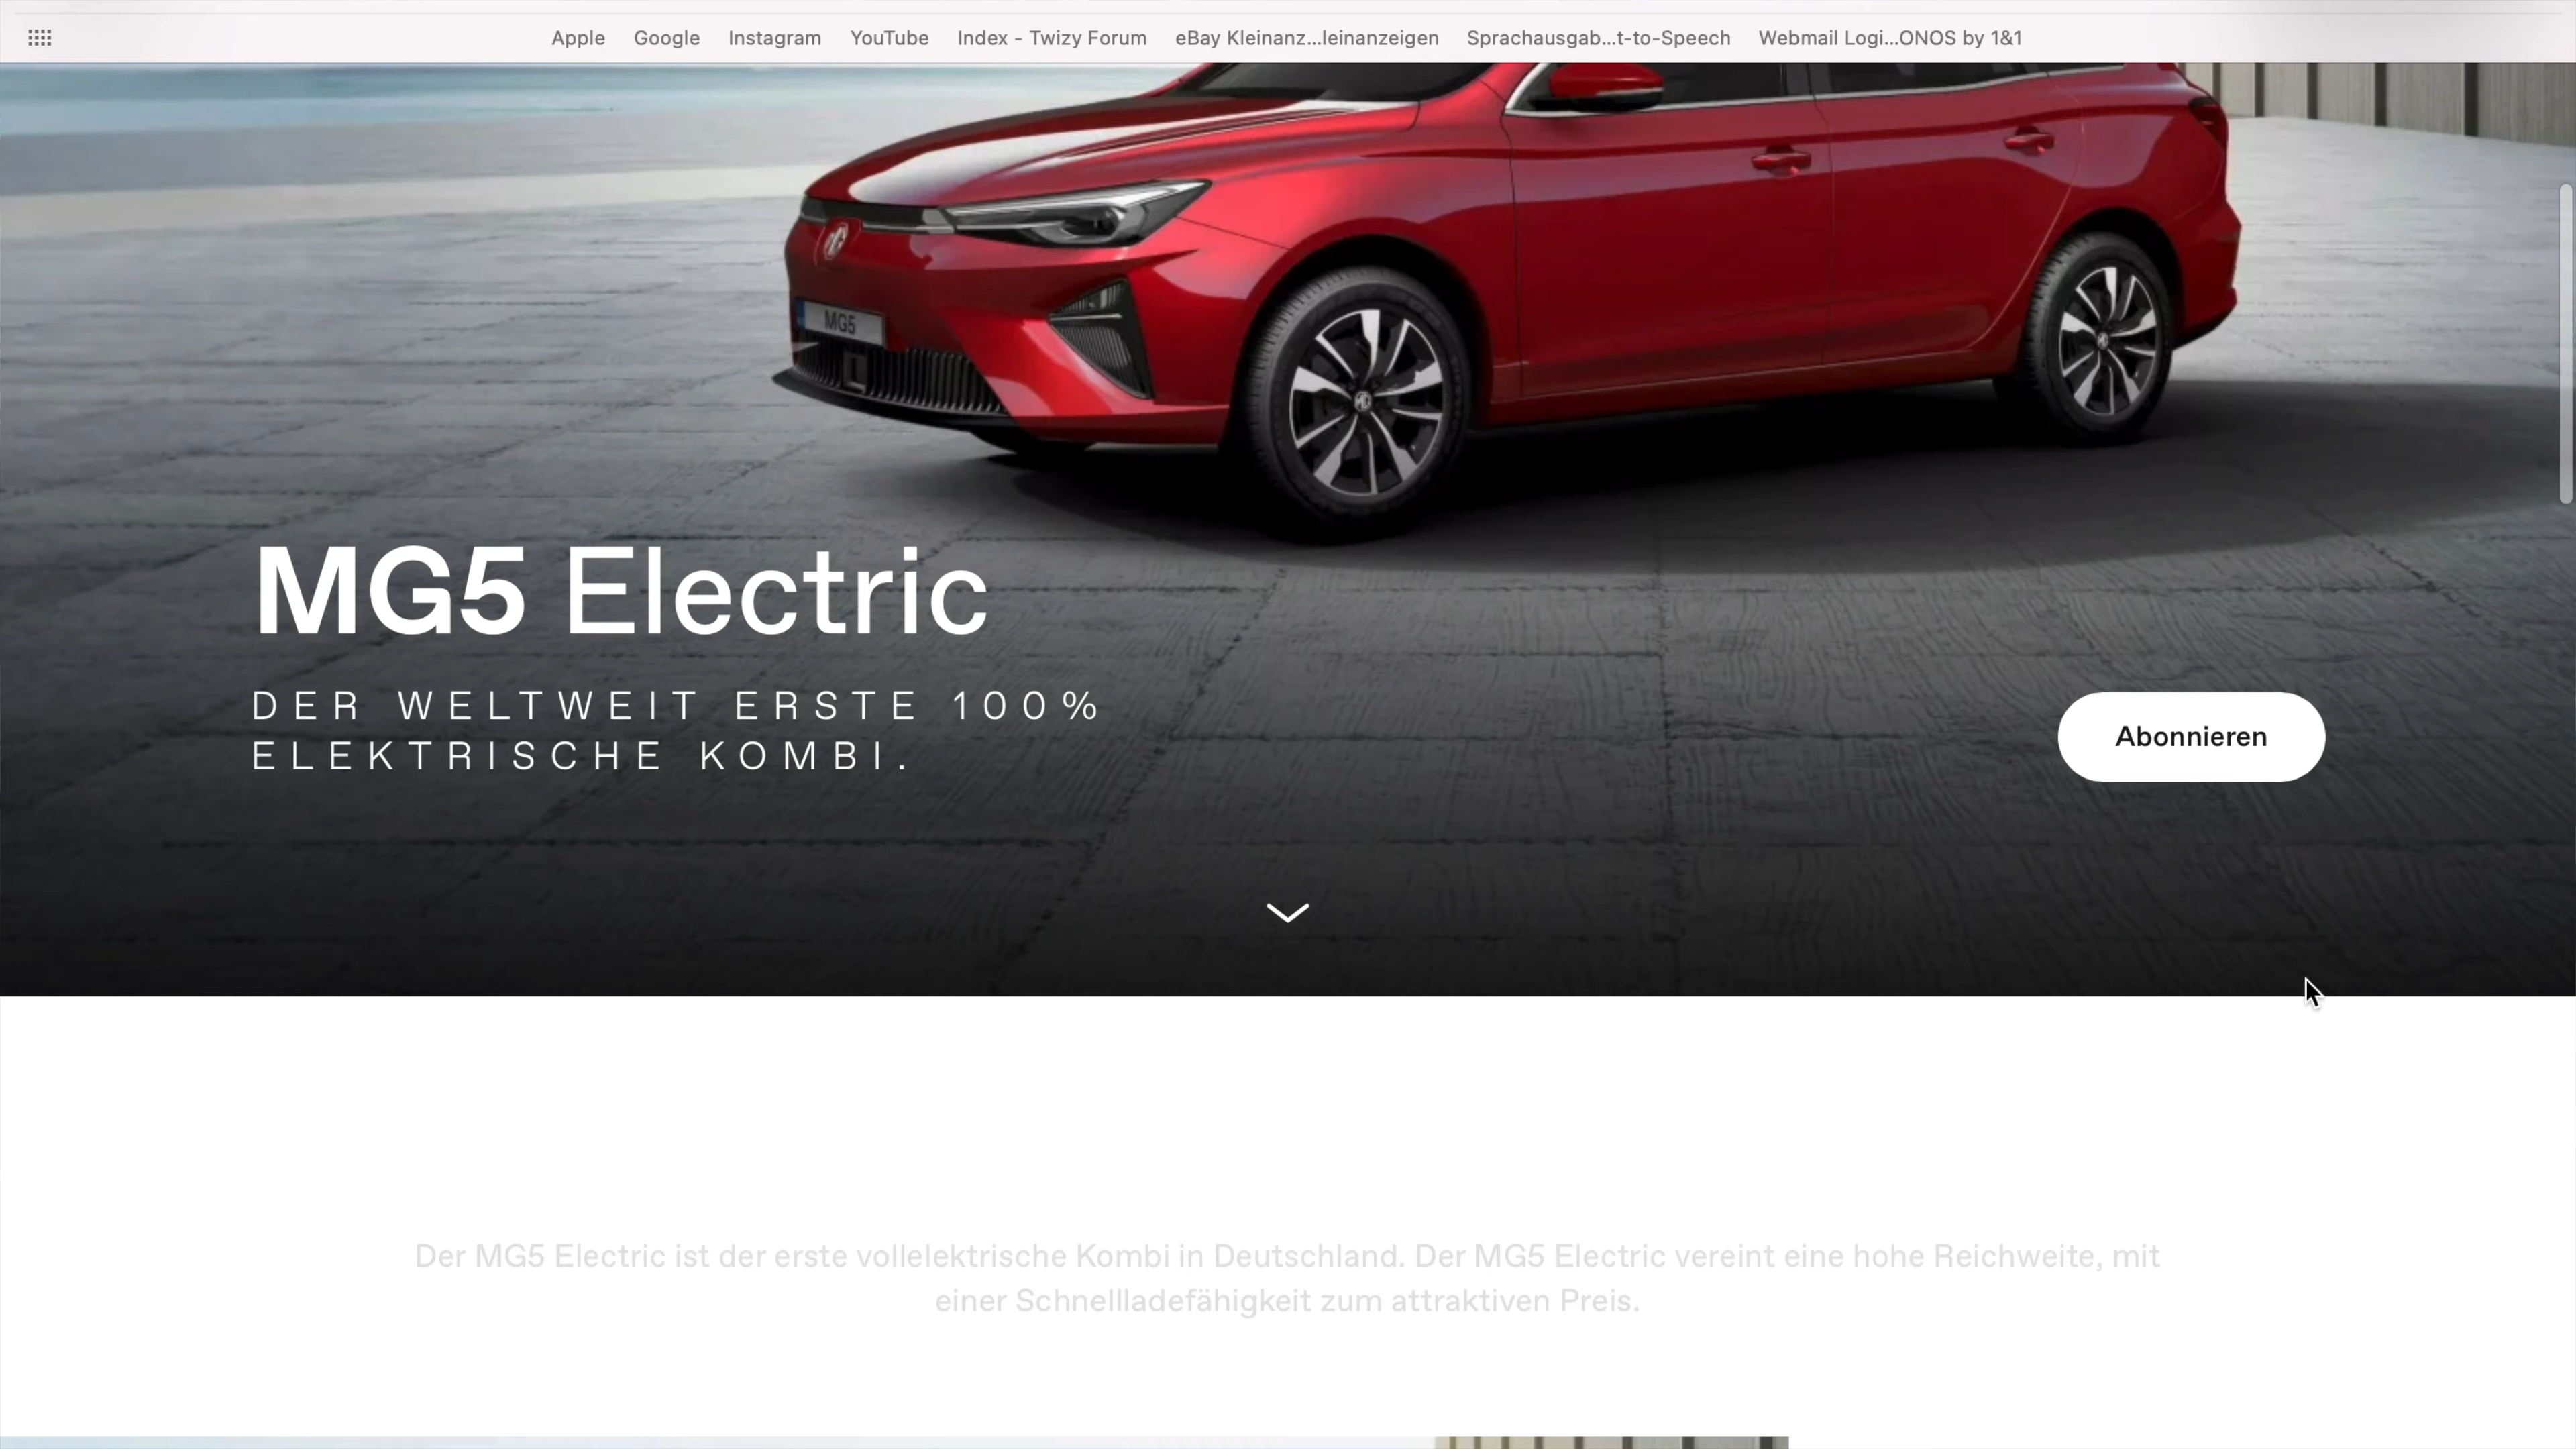 Apple Google Instagram YouTube Index - Twizy Forum eBay Kleinanz...leinanzeigen Sprachausgab...t-to-Speech Webmail Logi...ONOS by 1&1
MG5
MG5 Electric
DER WELTWEIT ERSTE 100%
ELEKTRISCHE KOMBI.
Abonnieren
Der MG5 Electric ist der erste vollelektrische Kombi in Deutschland. Der MG5 Electric vereint eine hohe Reichweite, mit
einer Schnellladefähigkeit zum attraktiven Preis.